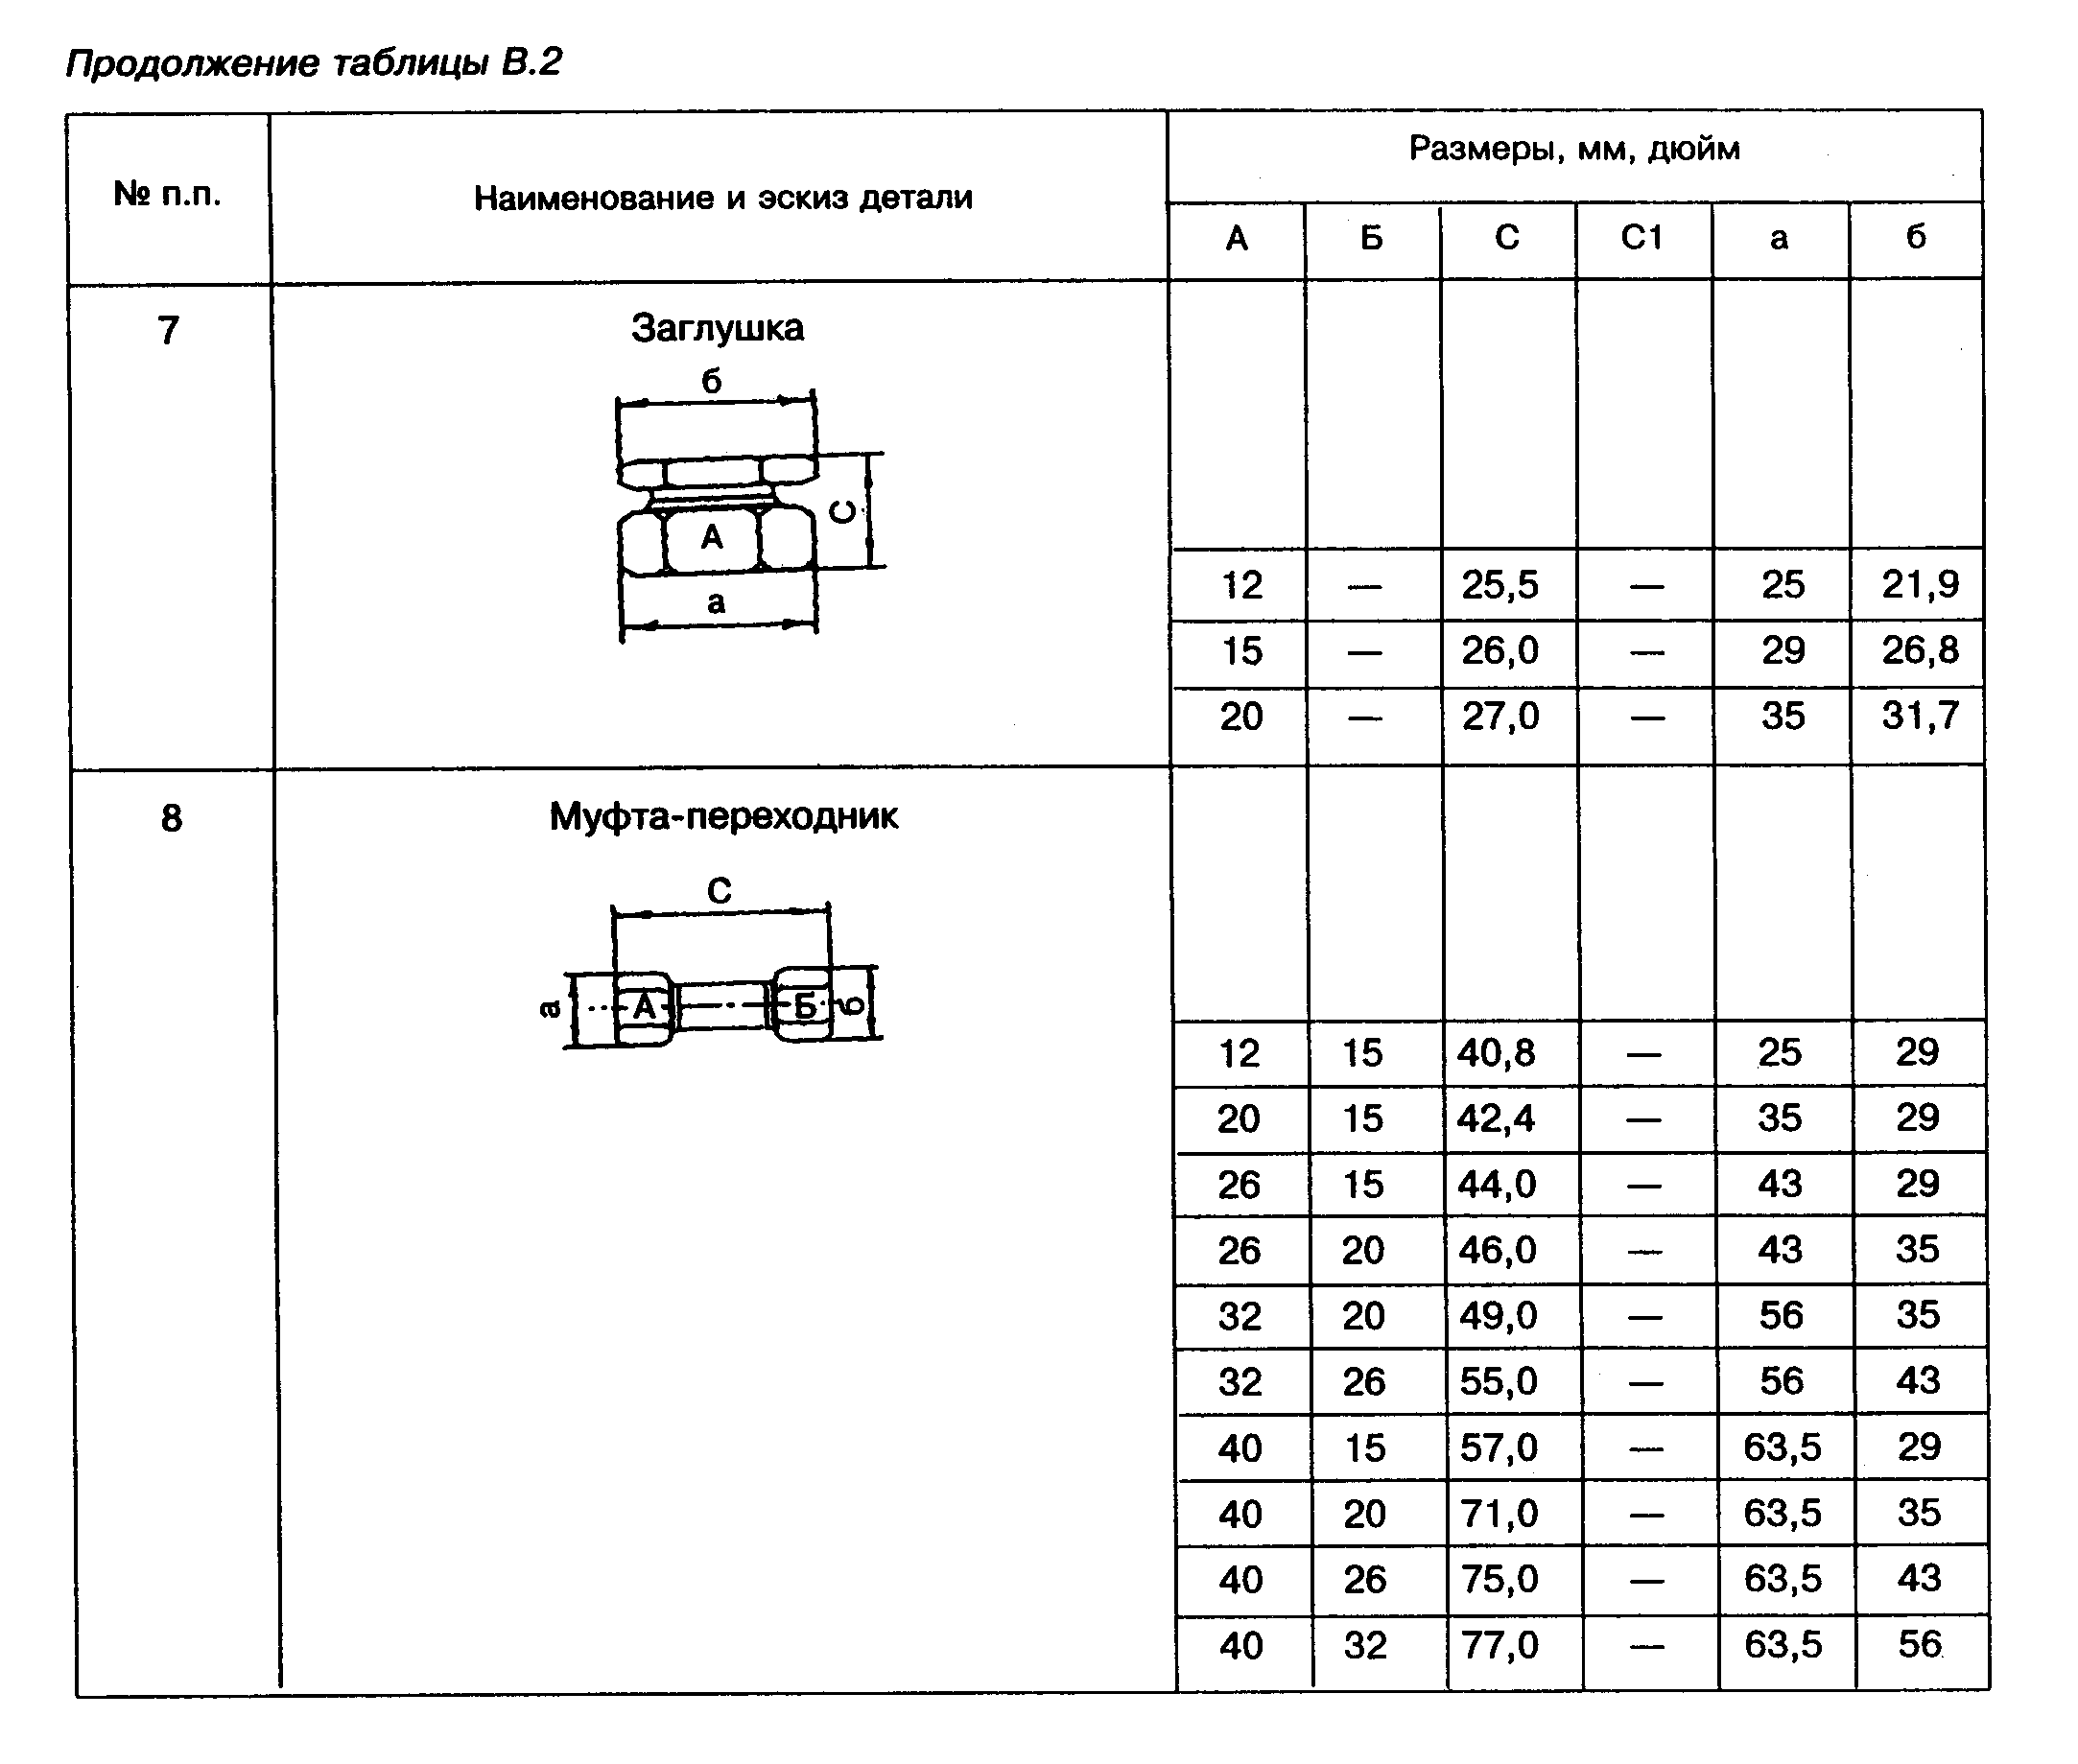 Продолжение таблицы В.2
№ п.п. Наименование и эскиз детали Размеры, мм, дюйм
А Б С С1 а б
7 Заглушка
б
С
А
а
12 — 25,5 — 25 21,9
15 — 26,0 — 29 26,8
20 — 27,0 — 35 31,7
8 Муфта-переходник
С
а А Б б
12 15 40,8 — 25 29
20 15 42,4 — 35 29
26 15 44,0 — 43 29
26 20 46,0 — 43 35
32 20 49,0 — 56 35
32 26 55,0 — 56 43
40 15 57,0 — 63,5 29
40 20 71,0 — 63,5 35
40 26 75,0 — 63,5 43
40 32 77,0 — 63,5 56